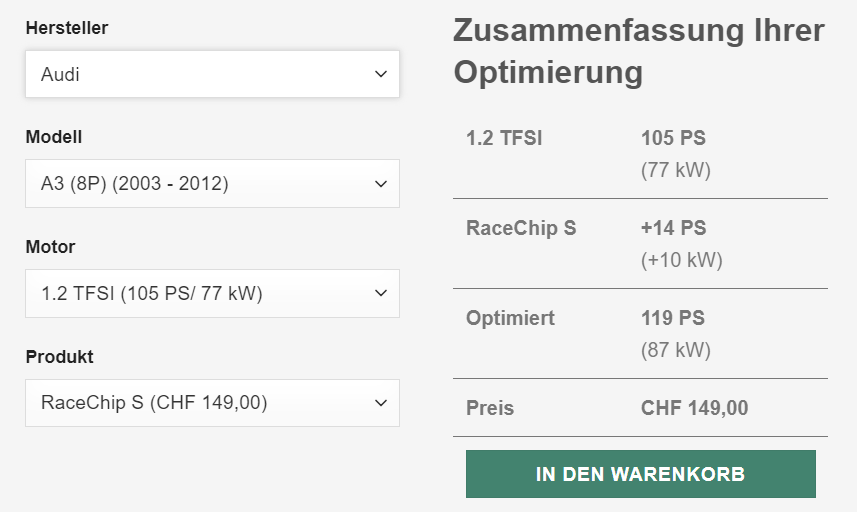 Hersteller
Audi
Modell
A3 (8P) (2003 - 2012)
Motor
1.2 TFSI (105 PS/ 77 kW)
Produkt
RaceChip S (CHF 149,00)
Zusammenfassung Ihrer
Optimierung
1.2 TFSI 105 PS
(77 kW)
RaceChip S +14 PS
(+10 kW)
Optimiert 119 PS
(87 kW)
Preis CHF 149,00
IN DEN WARENKORB